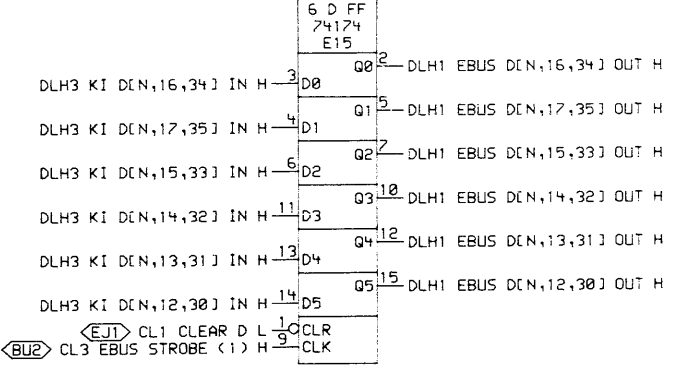 6 D FF
74174
E15
Q0 2 DLH1 EBUS D[N,16,34] OUT H
DLH3 KI D[N,16,34] IN H 3 D0
Q1 5 DLH1 EBUS D[N,17,35] OUT H
DLH3 KI D[N,17,35] IN H 4 D1
Q2 7 DLH1 EBUS D[N,15,33] OUT H
DLH3 KI D[N,15,33] IN H 6 D2
Q3 10 DLH1 EBUS D[N,14,32] OUT H
DLH3 KI D[N,14,32] IN H 11 D3
Q4 12 DLH1 EBUS D[N,13,31] OUT H
DLH3 KI D[N,13,31] IN H 13 D4
Q5 15 DLH1 EBUS D[N,12,30] OUT H
DLH3 KI D[N,12,30] IN H 14 D5
EJ1 CL1 CLEAR D L 1 CLR
BU2 CL3 EBUS STROBE (1) H 9 CLK